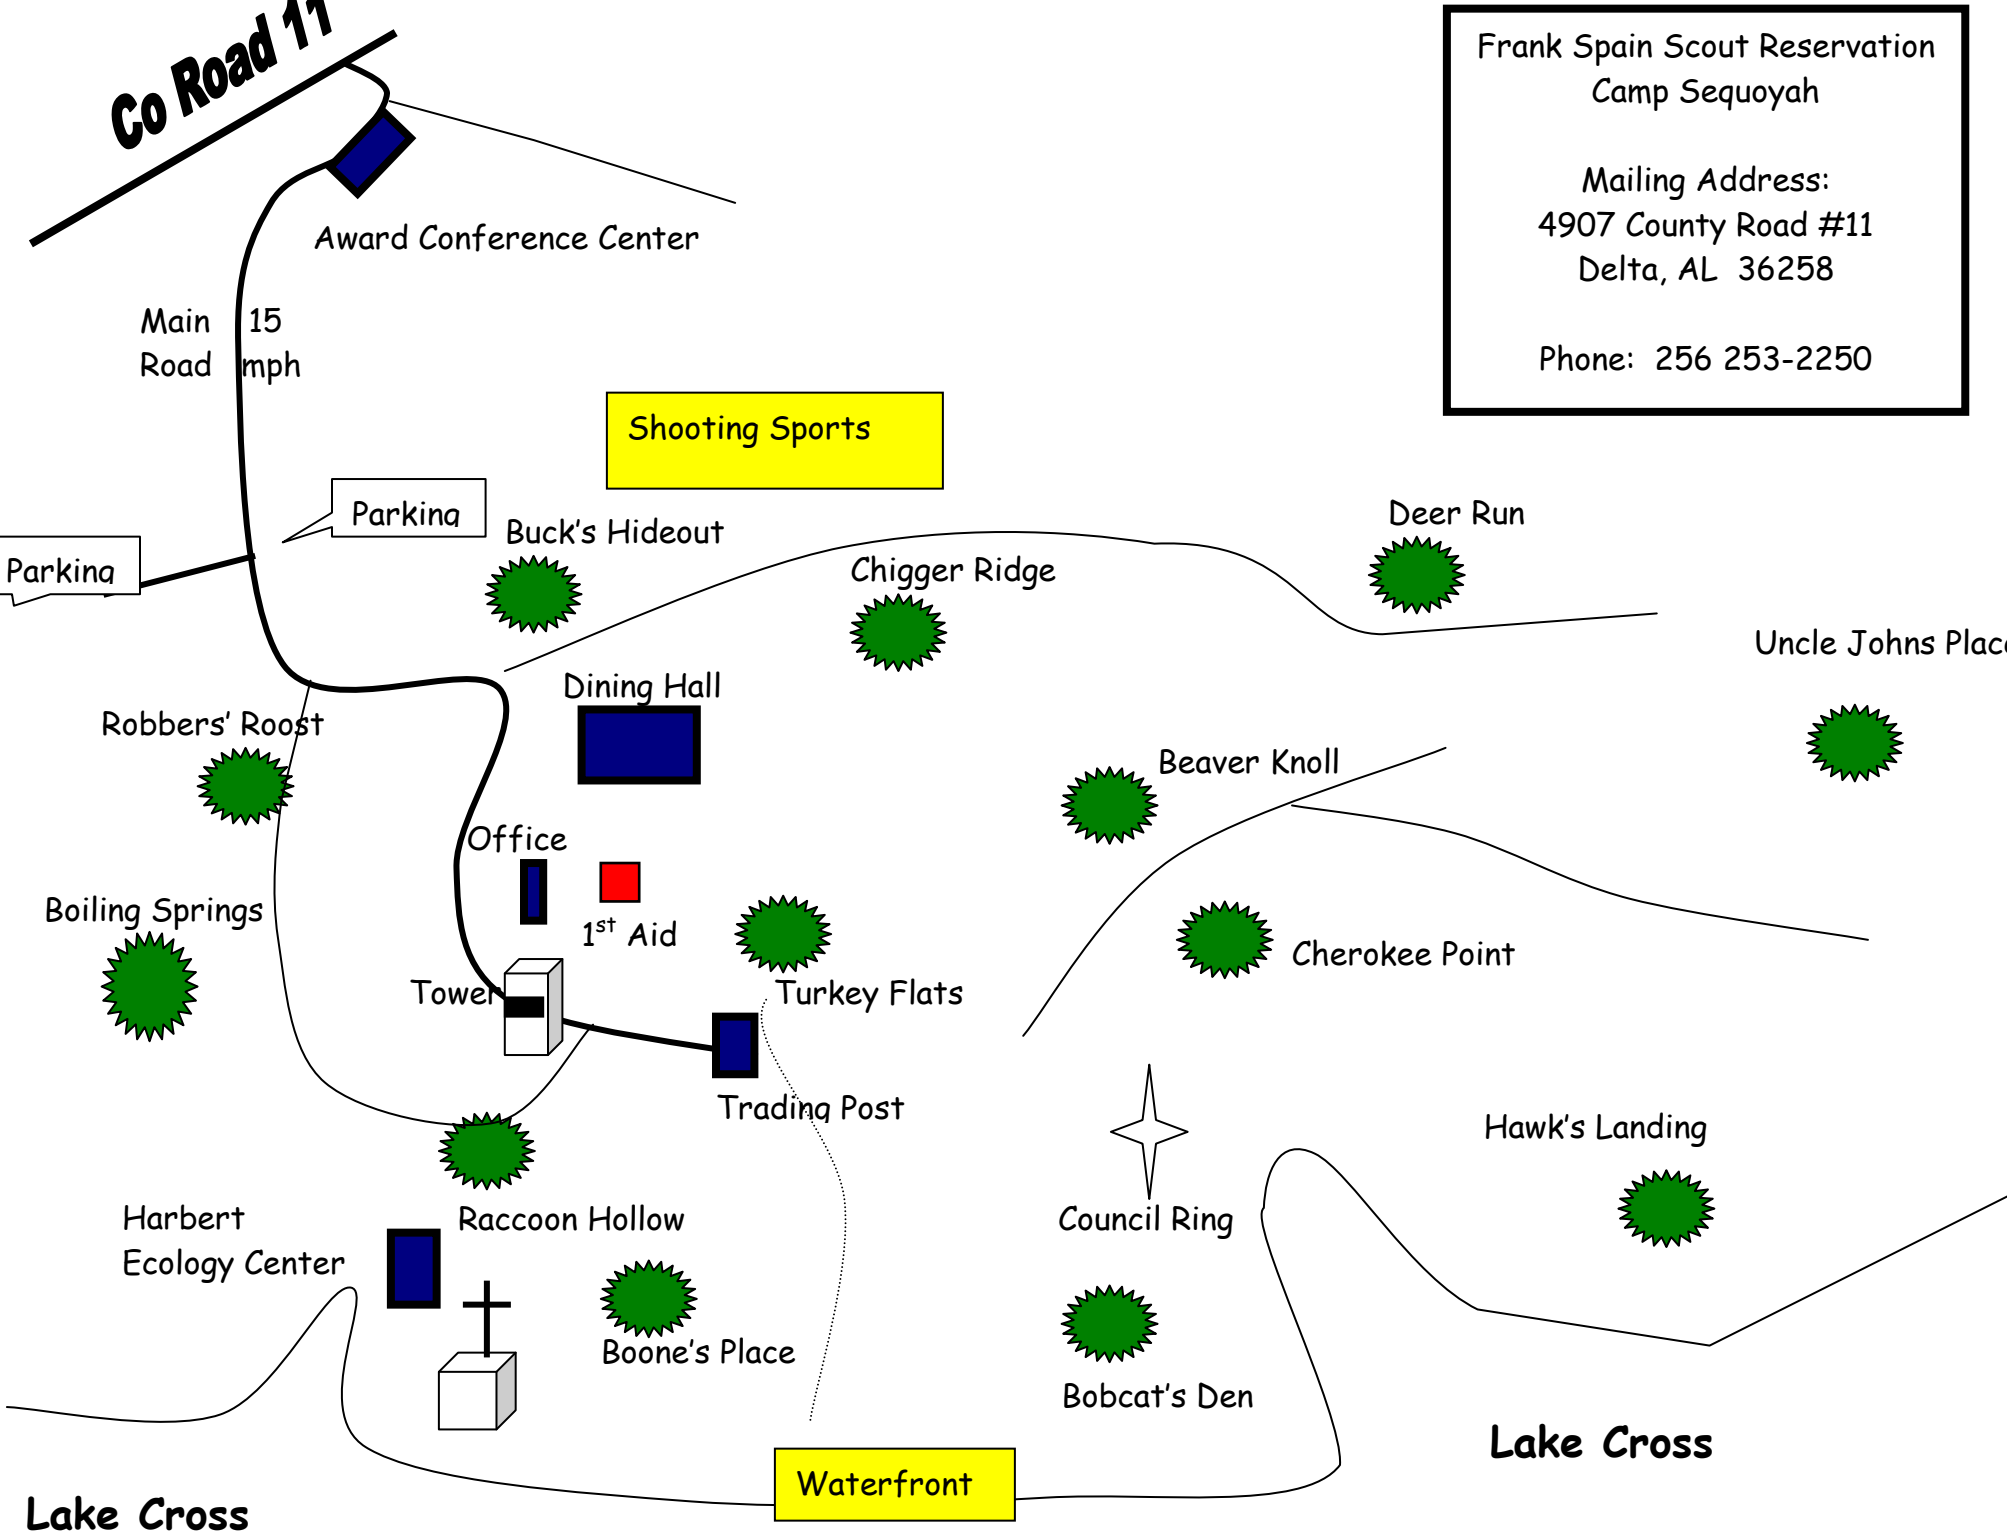 Co Road 11
Frank Spain Scout Reservation
Camp Sequoyah
Mailing Address:
4907 County Road #11
Delta, AL  36258
Phone:  256 253-2250
Award Conference Center
Main
Road
15
mph
Shooting Sports
Parking
Parking
Buck's Hideout
Chigger Ridge
Deer Run
Uncle Johns Place
Dining Hall
Robbers' Roost
Beaver Knoll
Office
1st Aid
Boiling Springs
Cherokee Point
Tower
Turkey Flats
Trading Post
Hawk's Landing
Harbert
Ecology Center
Raccoon Hollow
Council Ring
Boone's Place
Bobcat's Den
Lake Cross
Waterfront
Lake Cross